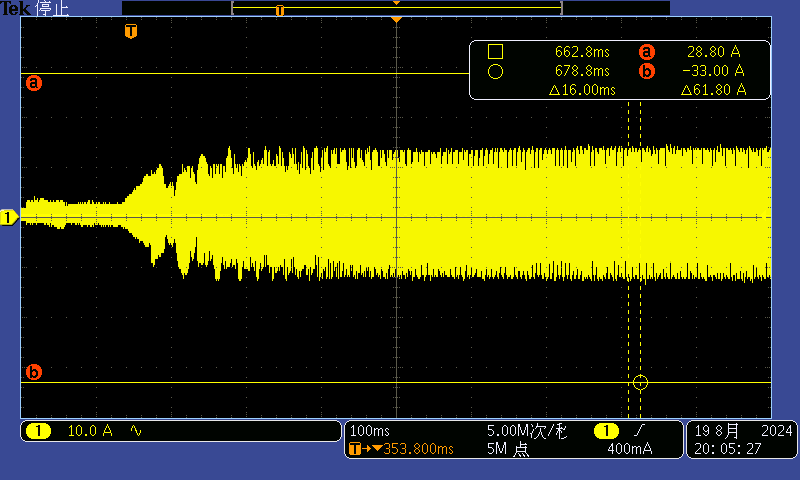 Tek 停止
T
T
662.8ms a 28.80 A
678.8ms b -33.00 A
△16.00ms △61.80 A
a
1
b
1 10.0 A ∿
100ms 5.00M次/秒 1 ƒ
T→▼353.800ms 5M 点 400mA
19 8月 2024
20:05:27